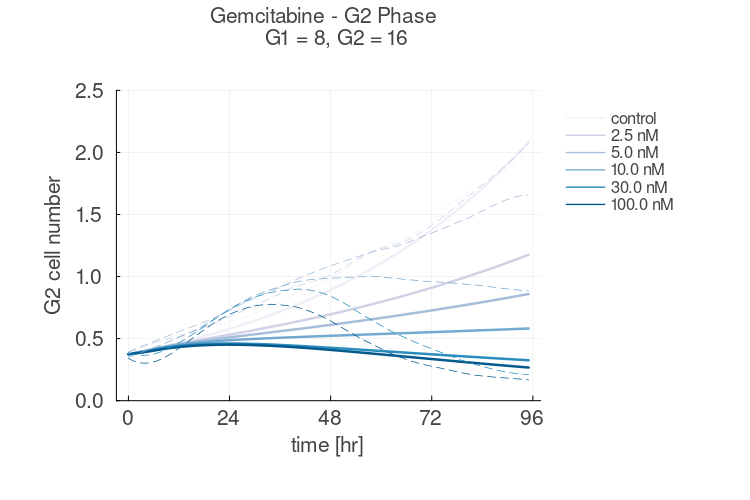 Gemcitabine - G2 Phase
G1 = 8, G2 = 16
2.5
2.0
1.5
1.0
0.5
0.0
G2 cell number
0 24 48 72 96
time [hr]
control
2.5 nM
5.0 nM
10.0 nM
30.0 nM
100.0 nM